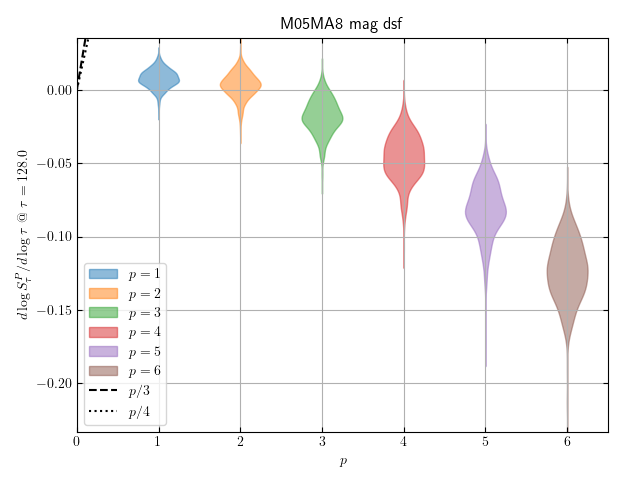 M05MA8 mag dsf
d log S_τ^P / d log τ @ τ = 128.0
0.00
−0.05
−0.10
−0.15
−0.20
p = 1
p = 2
p = 3
p = 4
p = 5
p = 6
p/3
p/4
0 1 2 3 4 5 6
p